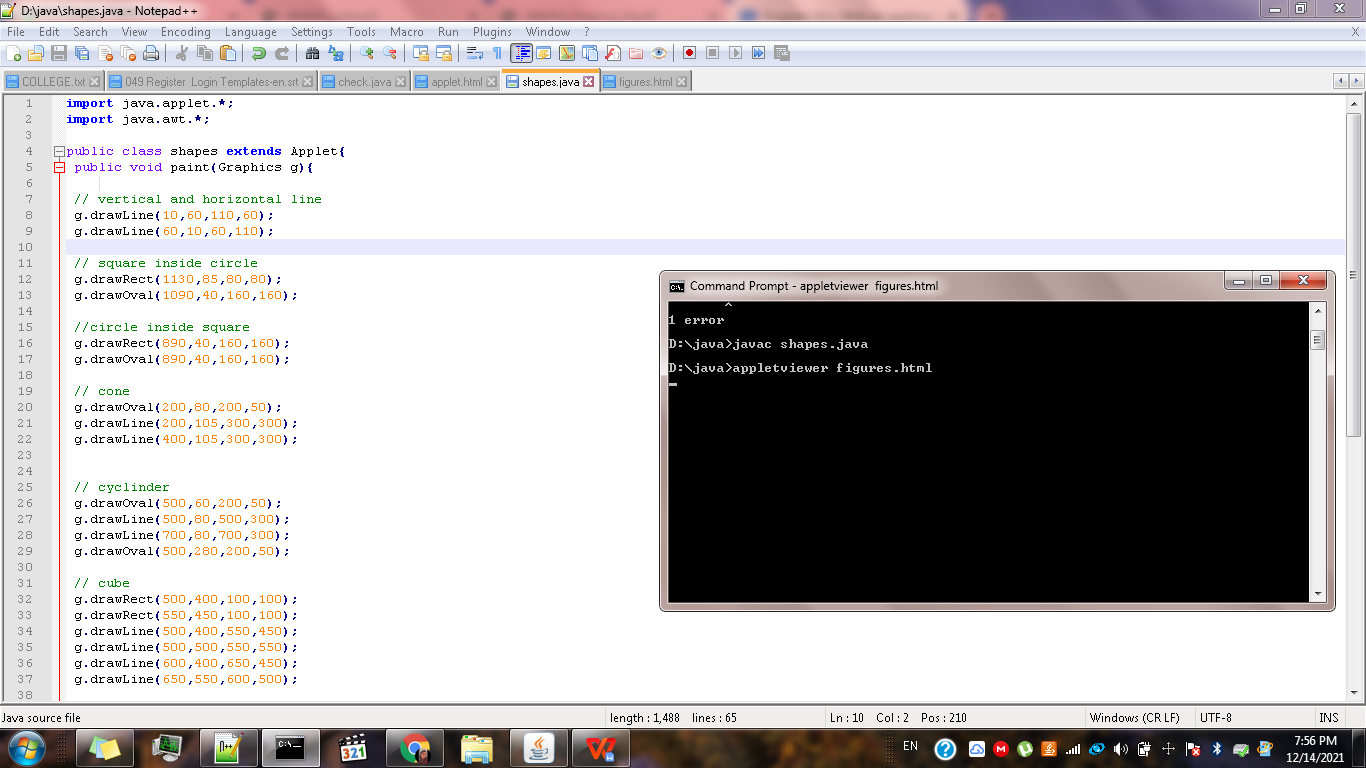 D:\java\shapes.java - Notepad++
File Edit Search View Encoding Language Settings Tools Macro Run Plugins Window ? X
COLLEGE.txt 049 Register Login Templates-en.srt check.java applet.html shapes.java figures.html
1 import java.applet.*;
2 import java.awt.*;
3
4 public class shapes extends Applet{
5 public void paint(Graphics g){
6
7 // vertical and horizontal line
8 g.drawLine(10,60,110,60);
9 g.drawLine(60,10,60,110);
10
11 // square inside circle
12 g.drawRect(1130,85,80,80);
13 g.drawOval(1090,40,160,160);
14
15 //circle inside square
16 g.drawRect(890,40,160,160);
17 g.drawOval(890,40,160,160);
18
19 // cone
20 g.drawOval(200,80,200,50);
21 g.drawLine(200,105,300,300);
22 g.drawLine(400,105,300,300);
23
24
25 // cyclinder
26 g.drawOval(500,60,200,50);
27 g.drawLine(500,80,500,300);
28 g.drawLine(700,80,700,300);
29 g.drawOval(500,280,200,50);
30
31 // cube
32 g.drawRect(500,400,100,100);
33 g.drawRect(550,450,100,100);
34 g.drawLine(500,400,550,450);
35 g.drawLine(500,500,550,550);
36 g.drawLine(600,400,650,450);
37 g.drawLine(650,550,600,500);
38
Command Prompt - appletviewer figures.html
^
1 error
D:\java>javac shapes.java
D:\java>appletviewer figures.html
_
Java source file length : 1,488 lines : 65 Ln : 10 Col : 2 Pos : 210 Windows (CR LF) UTF-8 INS
EN 7:56 PM
12/14/2021